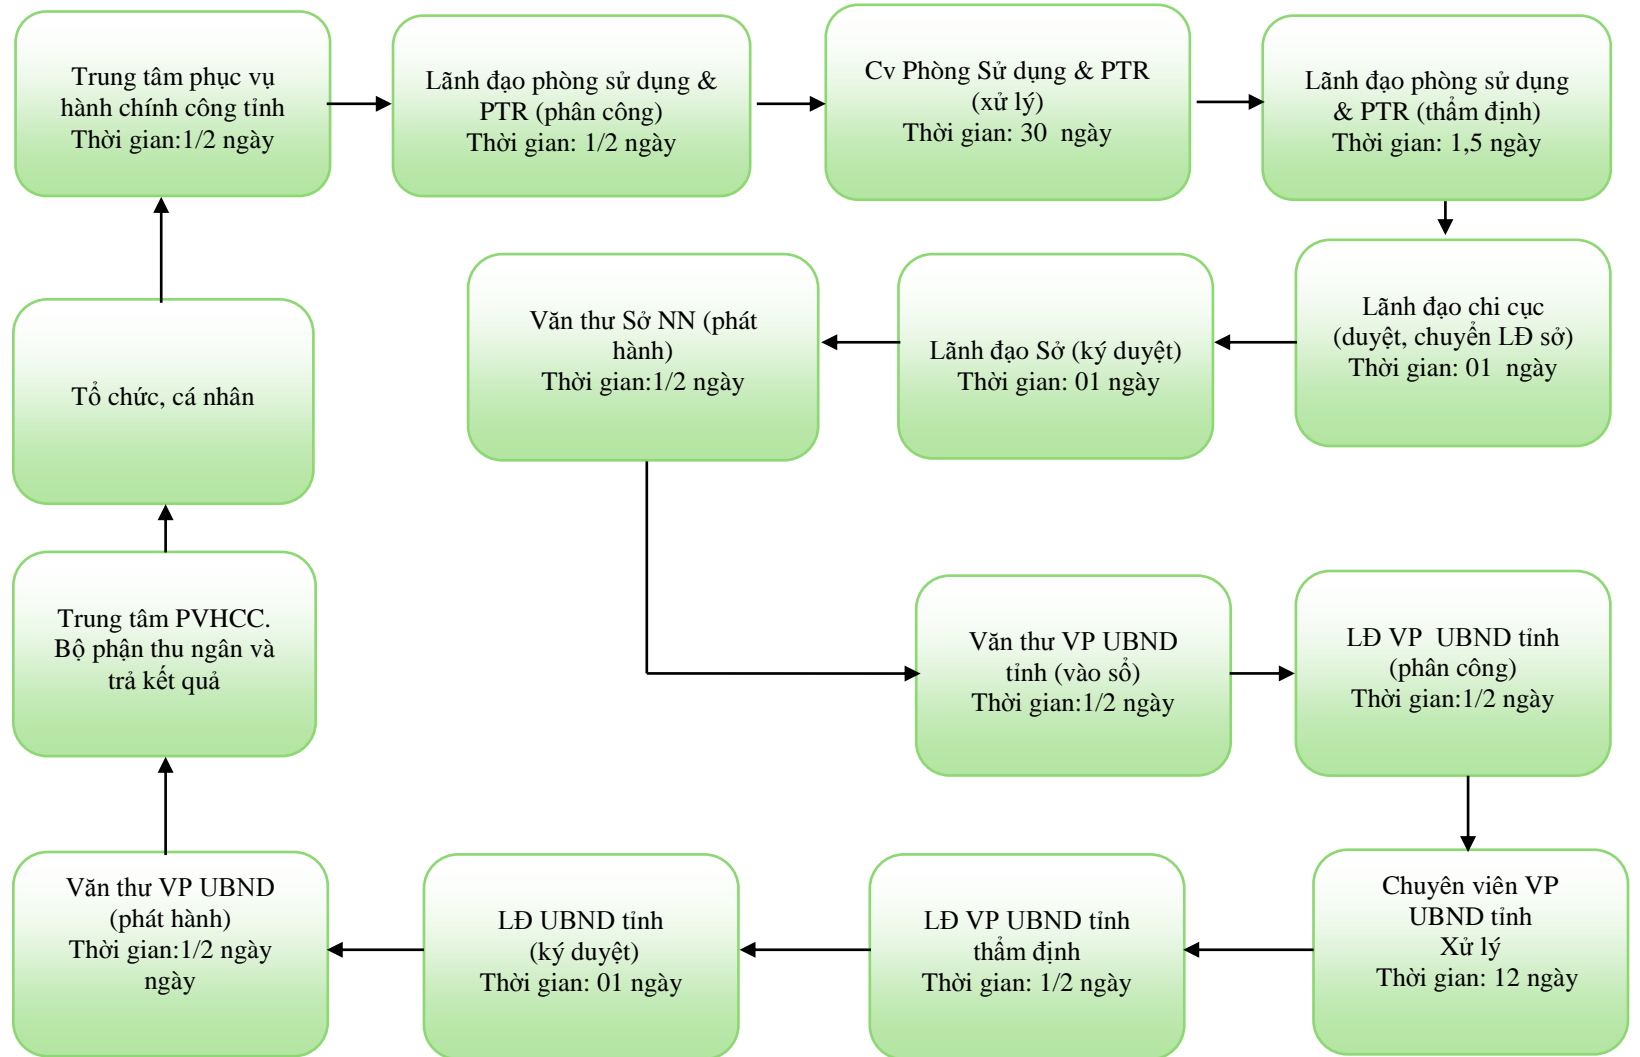 Trung tâm phục vụ
hành chính công tỉnh
Thời gian:1/2 ngày
Lãnh đạo phòng sử dụng &
PTR (phân công)
Thời gian: 1/2 ngày
Cv Phòng Sử dụng & PTR
(xử lý)
Thời gian: 30  ngày
Lãnh đạo phòng sử dụng
& PTR (thẩm định)
Thời gian: 1,5 ngày
Lãnh đạo chi cục
(duyệt, chuyển LĐ sở)
Thời gian: 01  ngày
Lãnh đạo Sở (ký duyệt)
Thời gian: 01 ngày
Văn thư Sở NN (phát
hành)
Thời gian:1/2 ngày
Văn thư VP UBND
tỉnh (vào sổ)
Thời gian:1/2 ngày
LĐ VP  UBND tỉnh
(phân công)
Thời gian:1/2 ngày
Chuyên viên VP
UBND tỉnh
Xử lý
Thời gian: 12 ngày
LĐ VP UBND tỉnh
thẩm định
Thời gian: 1/2 ngày
LĐ UBND tỉnh
(ký duyệt)
Thời gian: 01 ngày
Văn thư VP UBND
(phát hành)
Thời gian:1/2 ngày
ngày
Trung tâm PVHCC.
Bộ phận thu ngân và
trả kết quả
Tổ chức, cá nhân